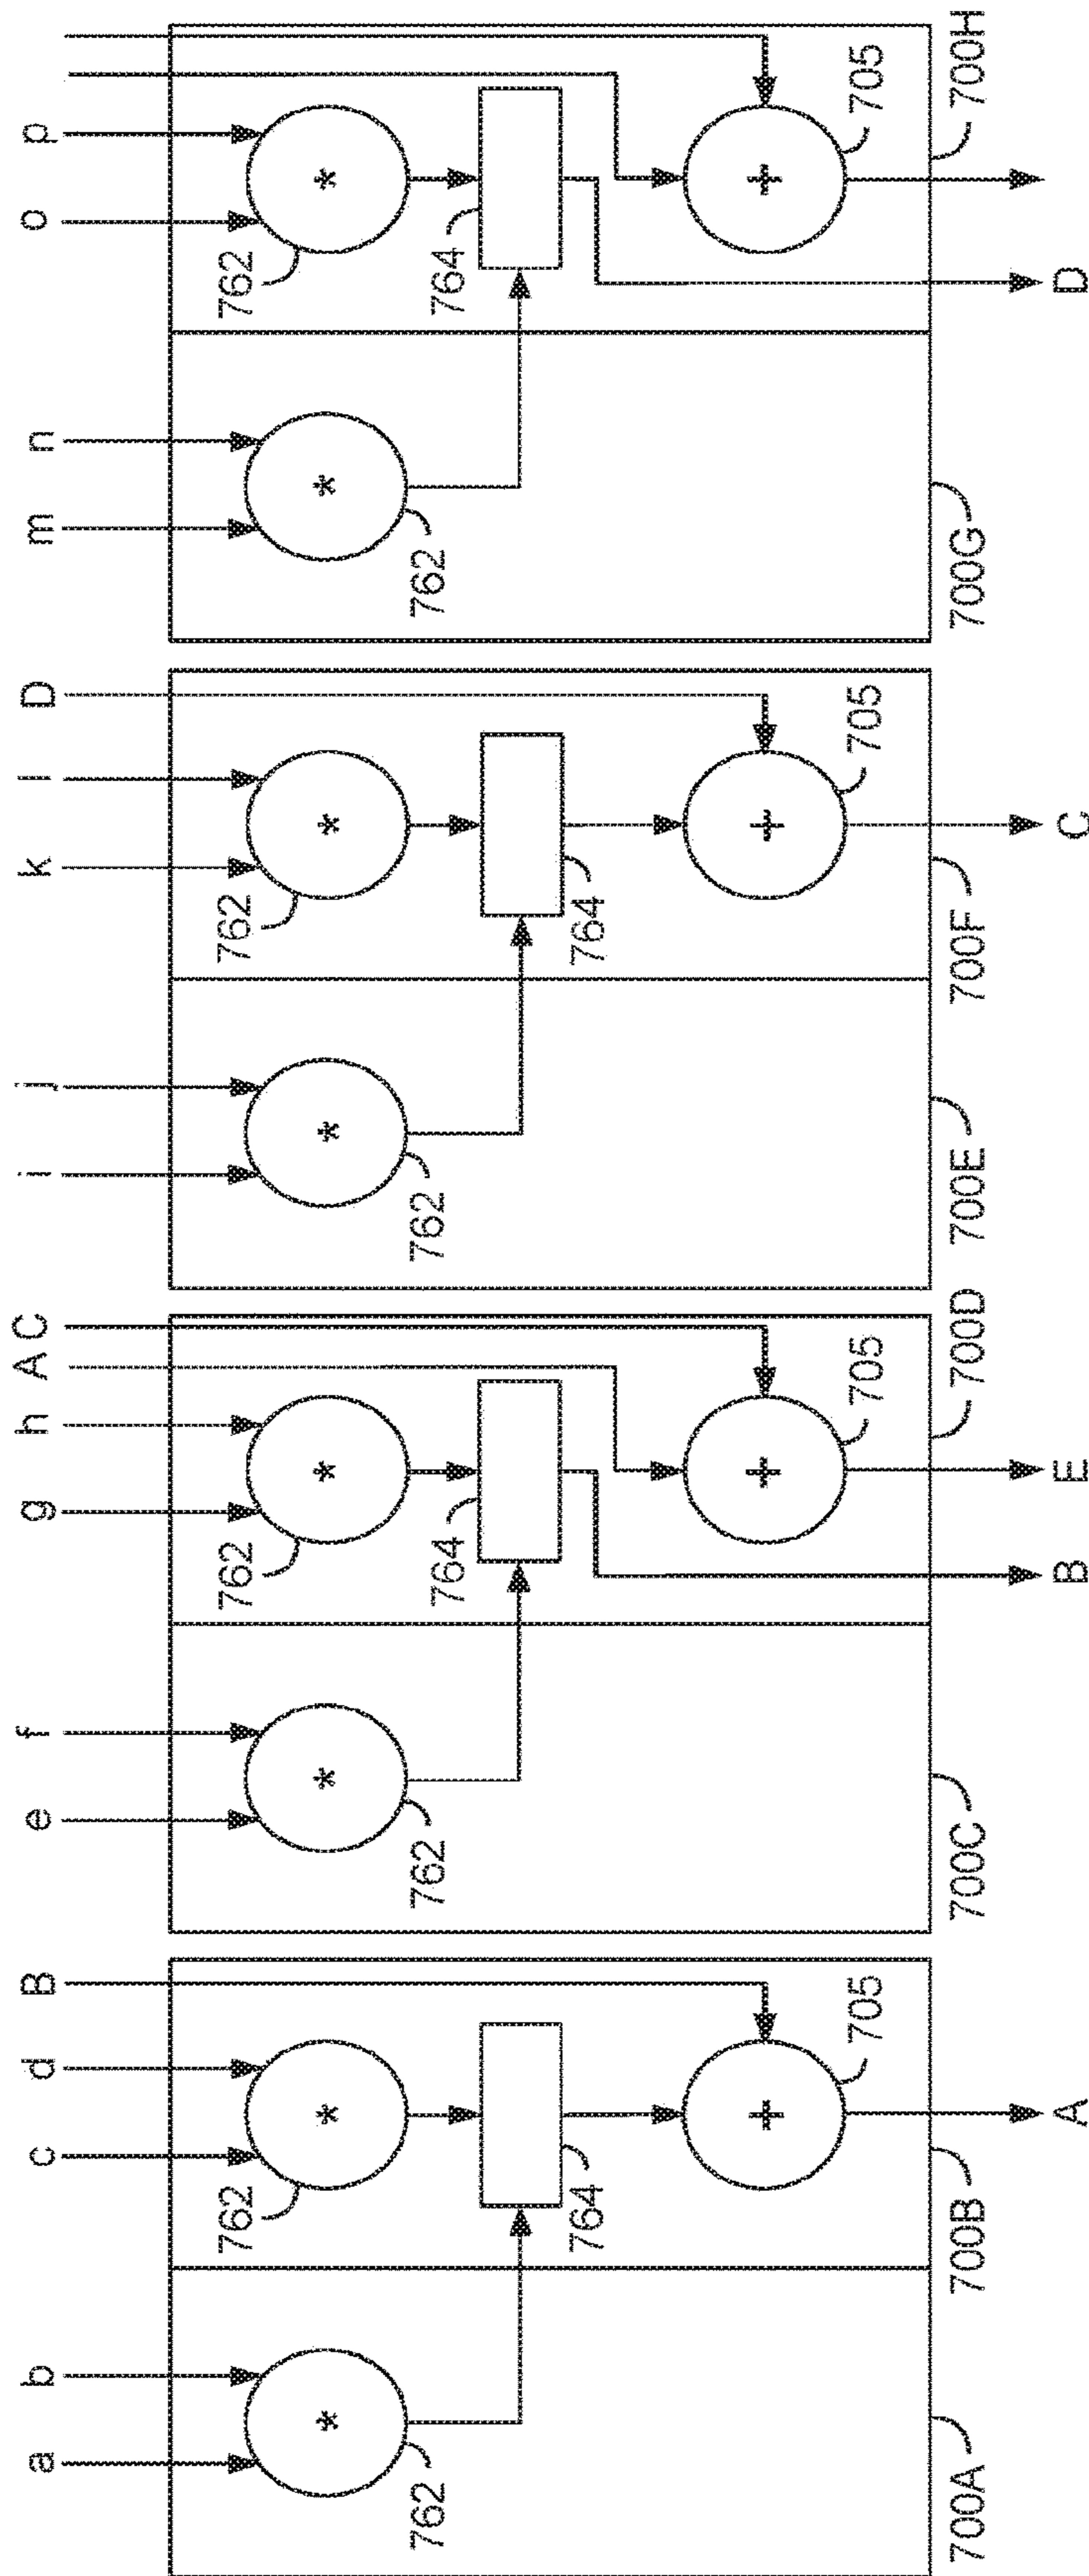 a b c d B e f g h A C i j k l D m n o p
* * * * * * * *
762 762 762 762 762 762 762 762
764 764 764 764
+ + + +
705 705 705 705
700A 700B 700C 700D 700E 700F 700G 700H
A B E C D